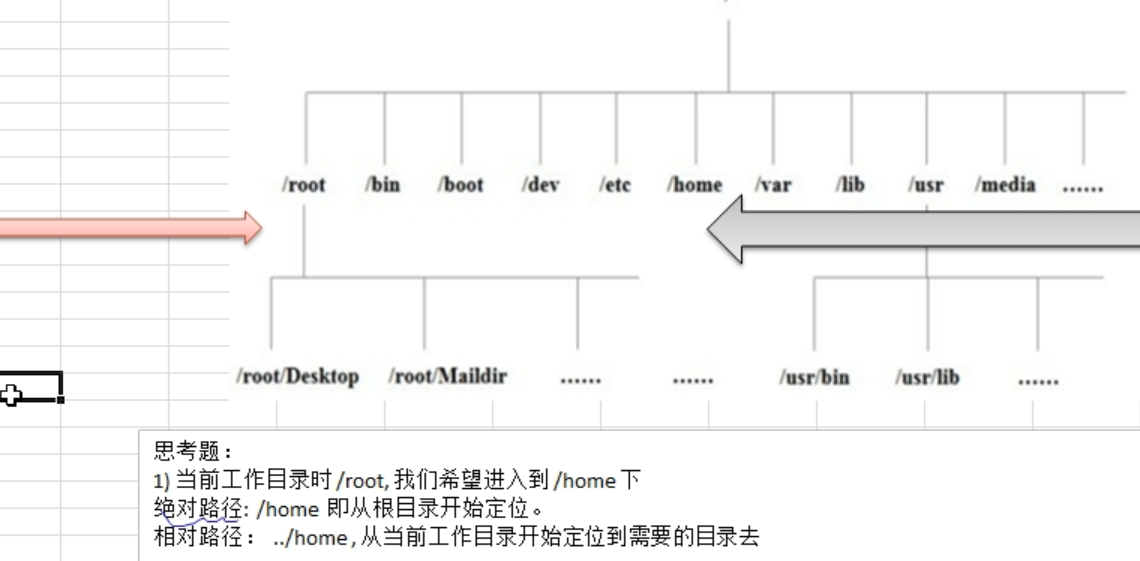 /root /bin /boot /dev /etc /home /var /lib /usr /media ……
/root/Desktop /root/Maildir …… …… /usr/bin /usr/lib ……
思考题：
1) 当前工作目录时 /root, 我们希望进入到 /home 下
绝对路径: /home 即从根目录开始定位。
相对路径： ../home , 从当前工作目录开始定位到需要的目录去